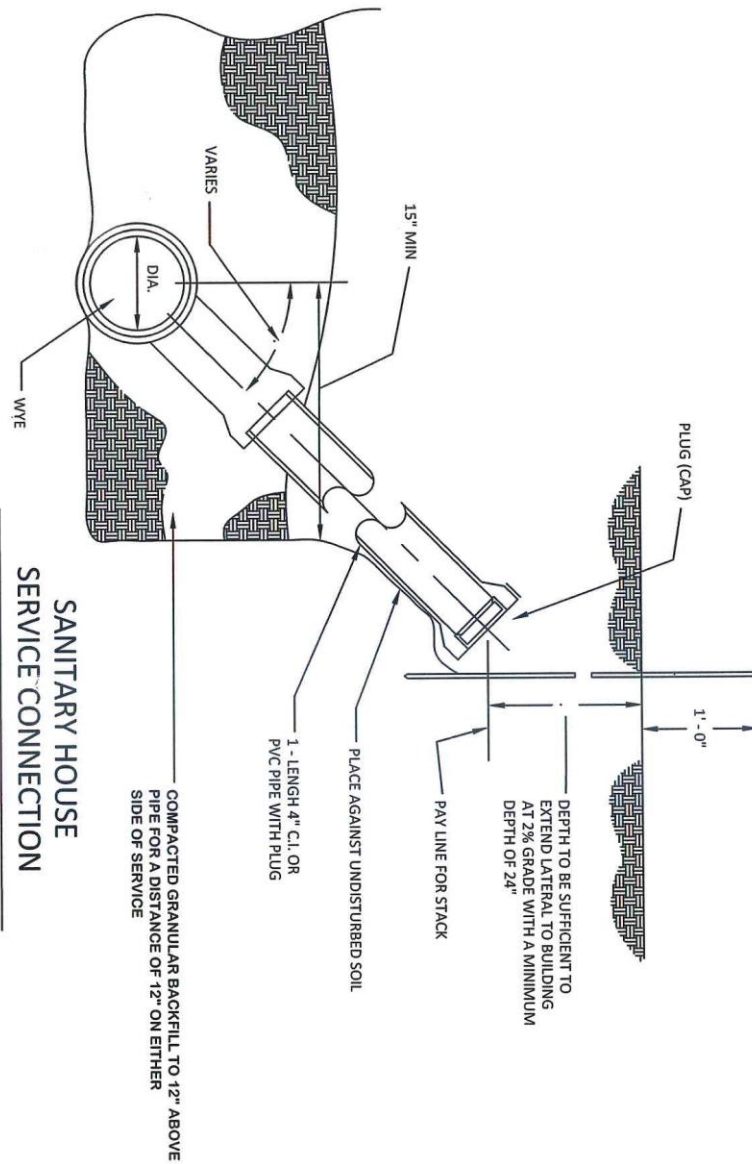 PLUG (CAP)
1' - 0"
DEPTH TO BE SUFFICIENT TO
EXTEND LATERAL TO BUILDING
AT 2% GRADE WITH A MINIMUM
DEPTH OF 24"
PAY LINE FOR STACK
15" MIN
VARIES
PLACE AGAINST UNDISTURBED SOIL
1 - LENGH 4" C.I. OR
PVC PIPE WITH PLUG
DIA.
WYE
COMPACTED GRANULAR BACKFILL TO 12" ABOVE
PIPE FOR A DISTANCE OF 12" ON EITHER
SIDE OF SERVICE
SANITARY HOUSE
SERVICE CONNECTION